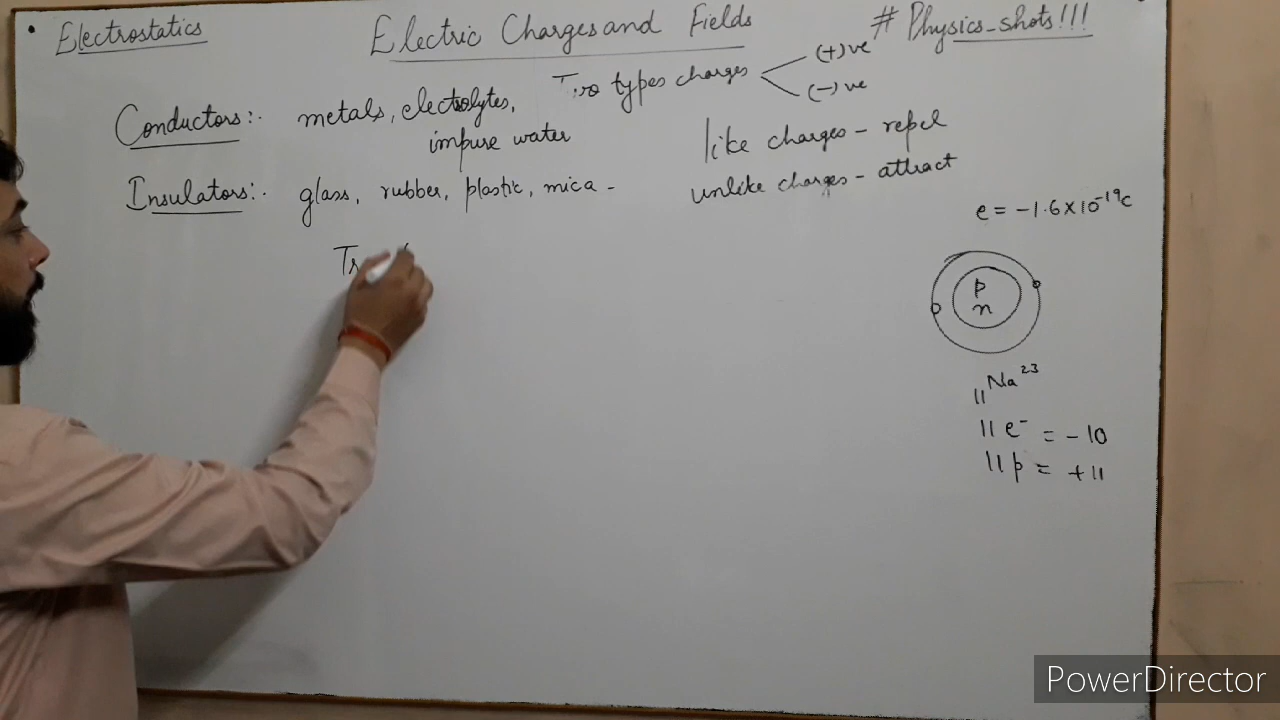 • Electrostatics
Electric Charges and Fields
# Physics-shots!!!
Two types charges
(+)ve
(-)ve
Conductors:. metals, electrolytes,
impure water
like charges - repel
Insulators:. glass, rubber, plastic, mica -
unlike charges - attract
e = -1.6×10⁻¹⁹c
Tr
p
n
₁₁Na²³
11 e⁻ = -10
11 p = +11
PowerDirector